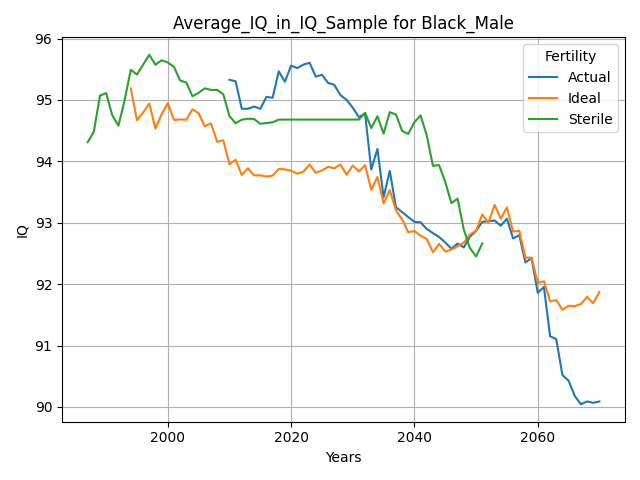 Average_IQ_in_IQ_Sample for Black_Male
96
95
94
93
92
91
90
IQ
2000
2020
2040
2060
Years
Fertility
Actual
Ideal
Sterile